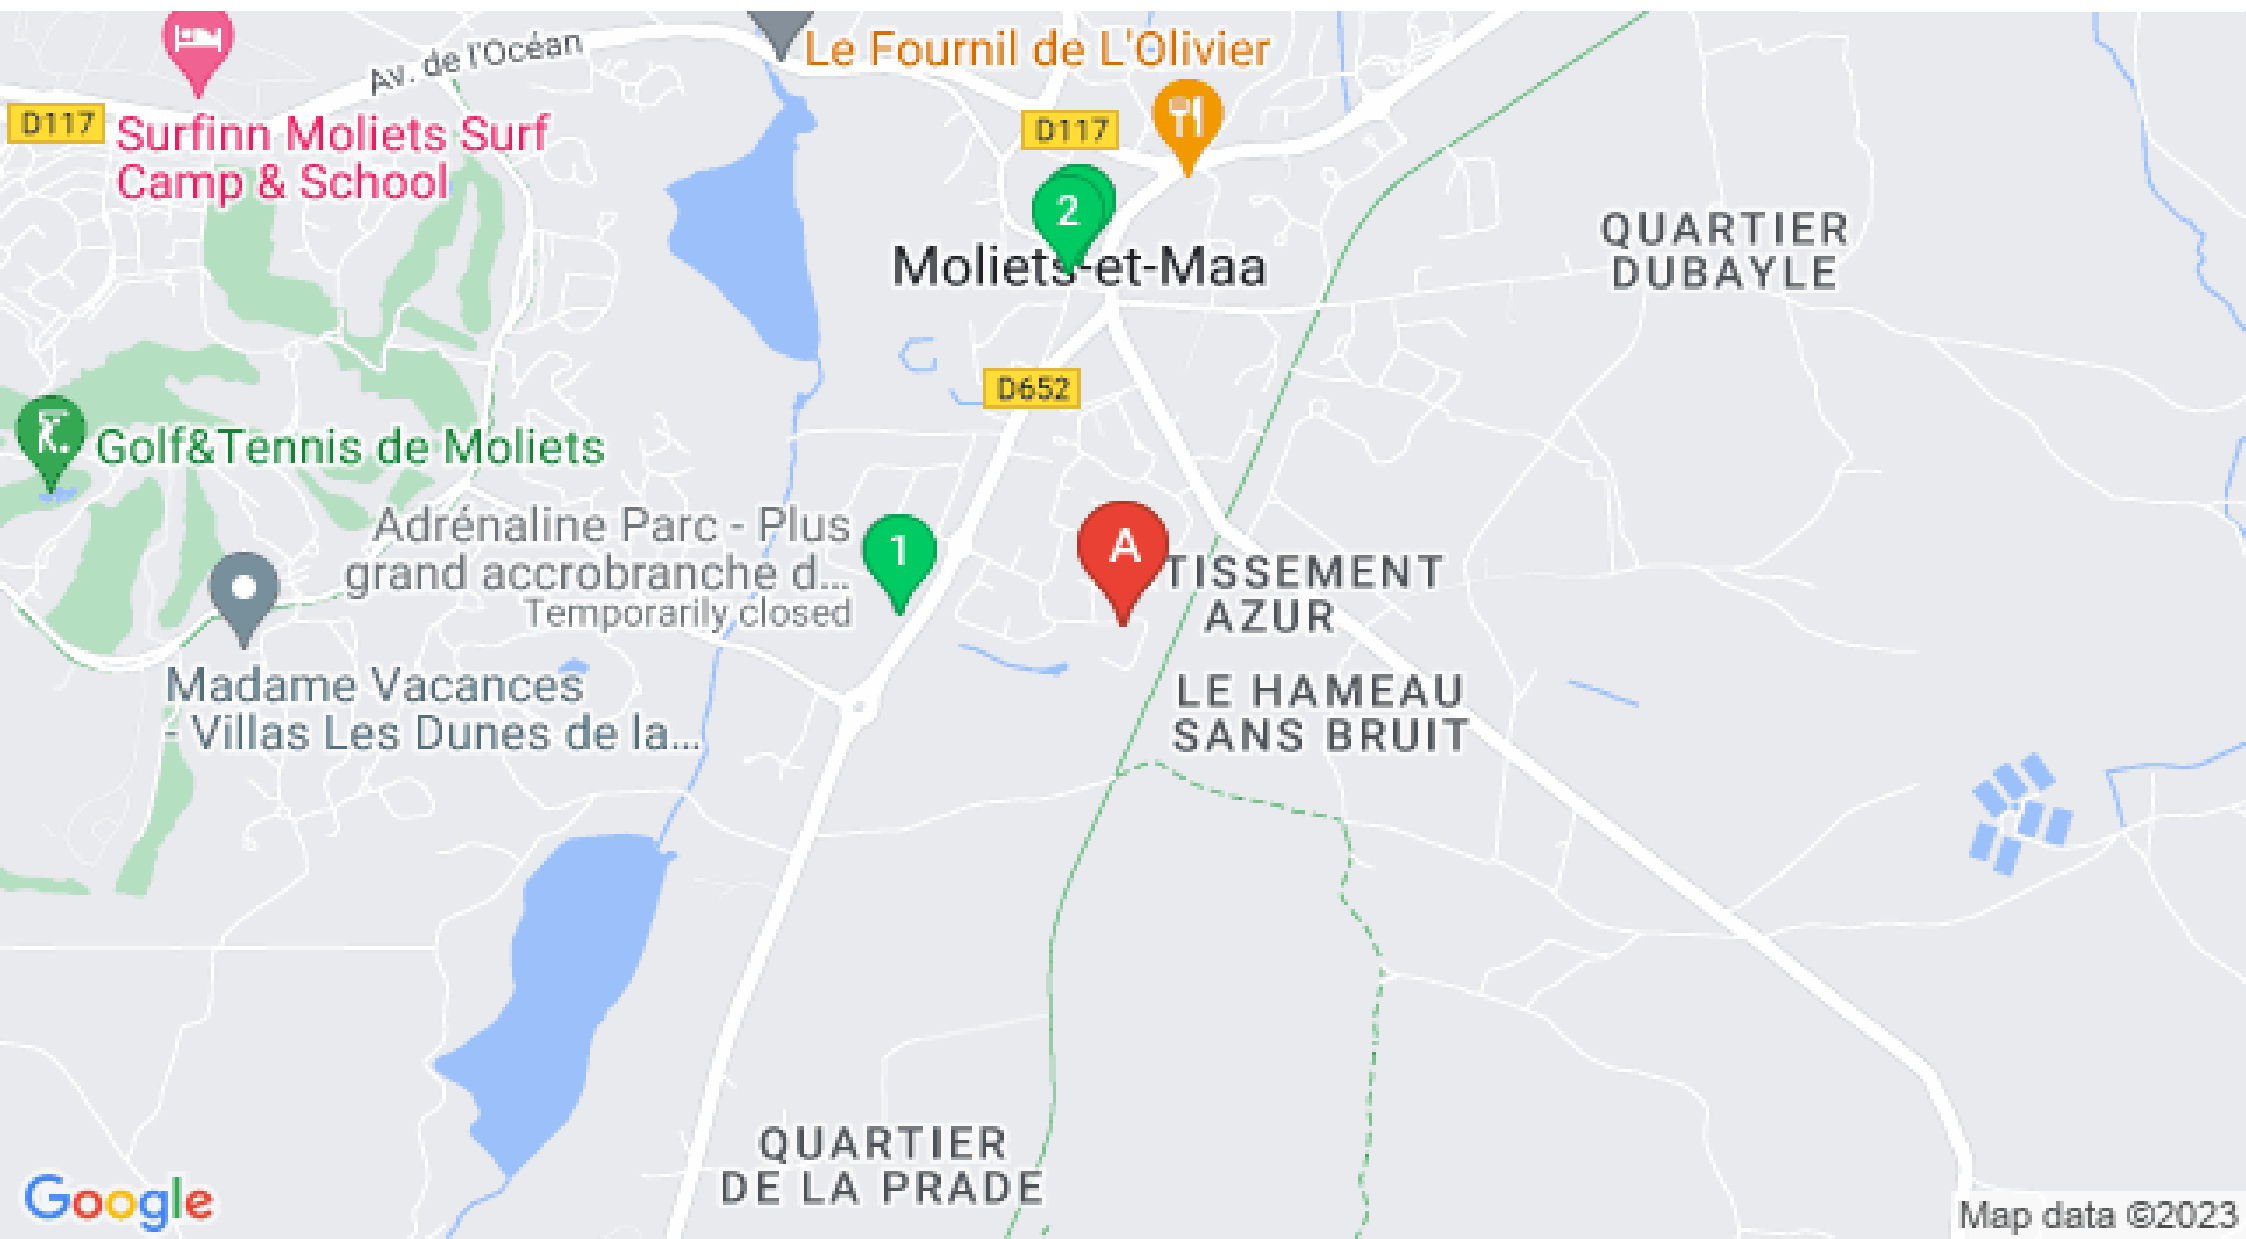 Le Fournil de L'Olivier
Av. de l'Océan
D117
Surfinn Moliets Surf
Camp & School
D117
2
Moliets-et-Maa
QUARTIER
DUBAYLE
D652
Golf&Tennis de Moliets
Adrénaline Parc - Plus
grand accrobranche d...
Temporarily closed
1
A
TISSEMENT
AZUR
Madame Vacances
- Villas Les Dunes de la...
LE HAMEAU
SANS BRUIT
QUARTIER
DE LA PRADE
Google
Map data ©2023